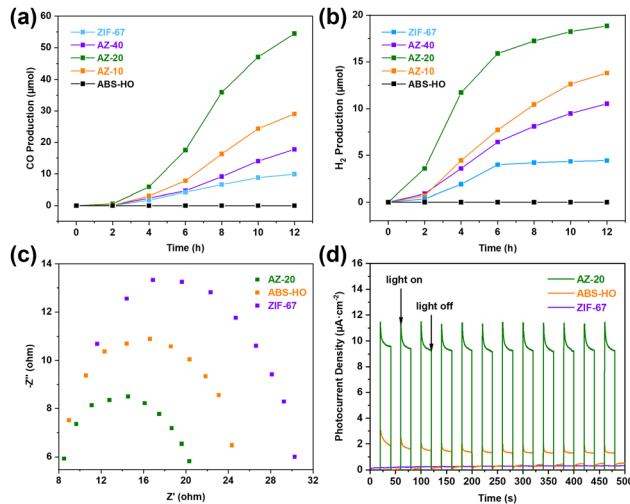 (a)
60
50
40
30
20
10
0
CO Production (μmol)
ZIF-67
AZ-40
AZ-20
AZ-10
ABS-HO
0 2 4 6 8 10 12
Time (h)
(b)
20
15
10
5
0
H₂ Production (μmol)
ZIF-67
AZ-40
AZ-20
AZ-10
ABS-HO
0 2 4 6 8 10 12
Time (h)
(c)
14
12
10
8
6
-Z'' (ohm)
AZ-20
ABS-HO
ZIF-67
8 12 16 20 24 28 32
Z' (ohm)
(d)
16
14
12
10
8
6
4
2
0
Photocurrent Density (μA·cm⁻²)
AZ-20
ABS-HO
ZIF-67
light on
light off
0 100 200 300 400 500
Time (s)